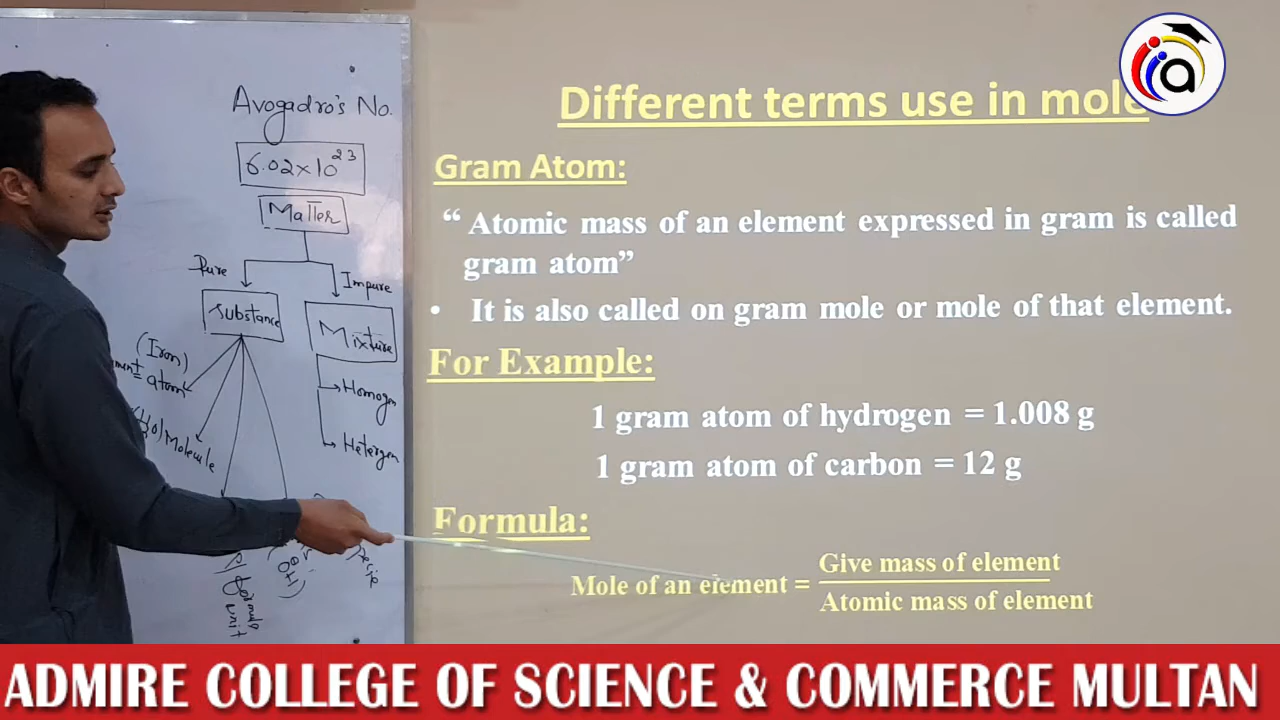 Avogadro's No.
6.02×10²³
Matter
Pure
Impure
Substance
Mixture
(Iron)
atom
Molecule
Homogen
Hetergen
formula
unit
a
Different terms use in mole
Gram Atom:
“ Atomic mass of an element expressed in gram is called
gram atom”
• It is also called on gram mole or mole of that element.
For Example:
1 gram atom of hydrogen = 1.008 g
1 gram atom of carbon = 12 g
Formula:
Mole of an element = Give mass of element
Atomic mass of element
ADMIRE COLLEGE OF SCIENCE & COMMERCE MULTAN